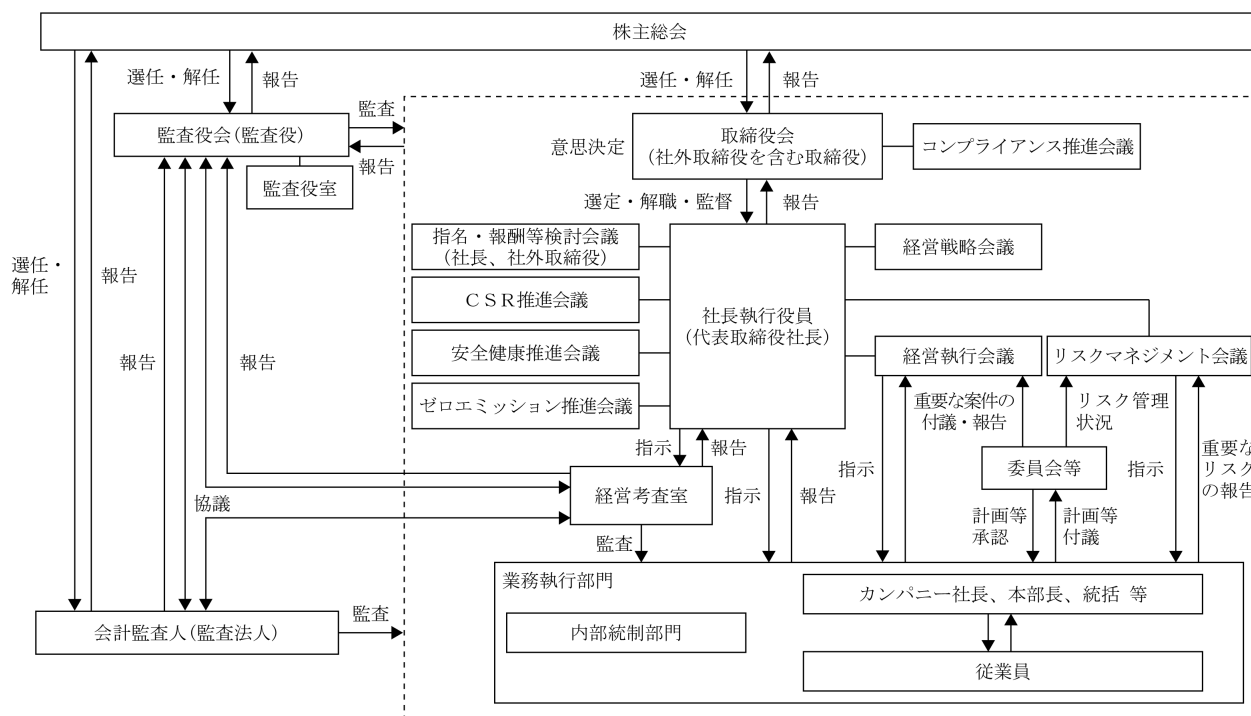 株主総会
選任・解任
報告
選任・解任
報告
監査役会(監査役)
監査
報告
監査役室
意思決定
取締役会
(社外取締役を含む取締役)
コンプライアンス推進会議
選定・解職・監督
報告
選任・
解任
報告
指名・報酬等検討会議
(社長、社外取締役)
経営戦略会議
CSR推進会議
社長執行役員
(代表取締役社長)
報告
報告
安全健康推進会議
経営執行会議
リスクマネジメント会議
ゼロエミッション推進会議
重要な案件の
付議・報告
リスク管理
状況
指示
報告
指示
報告
指示
委員会等
指示
重要な
リスク
の報告
経営考査室
協議
計画等
承認
計画等
付議
監査
業務執行部門
カンパニー社長、本部長、統括 等
会計監査人(監査法人)
監査
内部統制部門
従業員